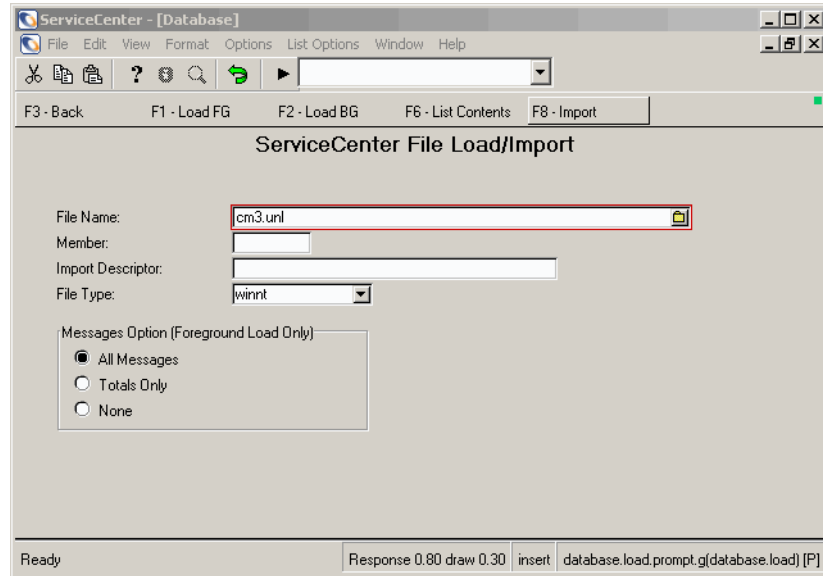 ServiceCenter - [Database]
File Edit View Format Options List Options Window Help
F3 - Back F1 - Load FG F2 - Load BG F6 - List Contents F8 - Import
ServiceCenter File Load/Import
File Name: cm3.unl
Member:
Import Descriptor:
File Type: winnt
Messages Option (Foreground Load Only)
All Messages
Totals Only
None
Ready Response 0.80 draw 0.30 insert database.load.prompt.g(database.load) [P]